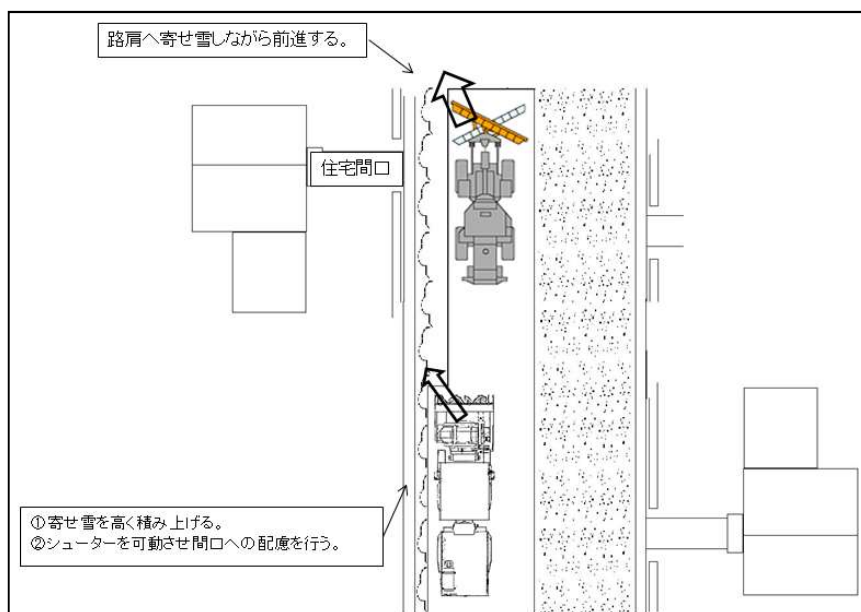 路肩へ寄せ雪しながら前進する。
住宅間口
①寄せ雪を高く積み上げる。
②シューターを可動させ間口への配慮を行う。